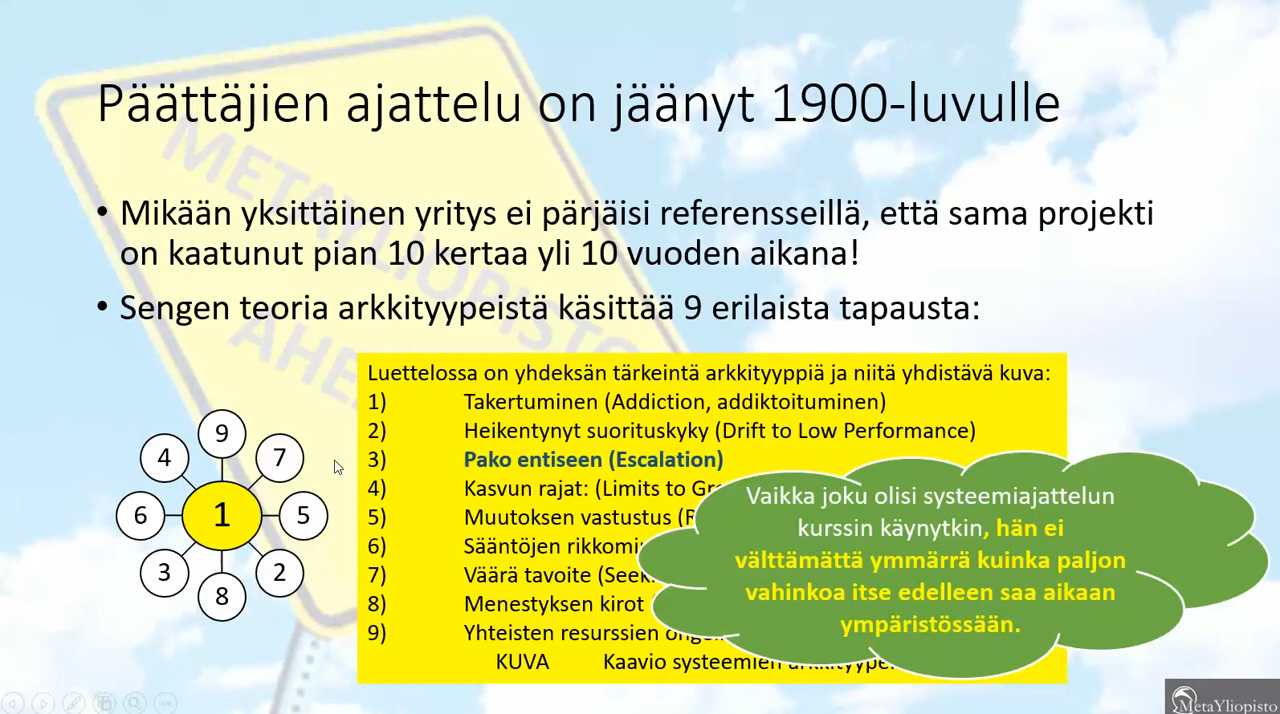 Päättäjien ajattelu on jäänyt 1900-luvulle
• Mikään yksittäinen yritys ei pärjäisi referensseillä, että sama projekti
on kaatunut pian 10 kertaa yli 10 vuoden aikana!
• Sengen teoria arkkityypeistä käsittää 9 erilaista tapausta:
Luettelossa on yhdeksän tärkeintä arkkityyppiä ja niitä yhdistävä kuva:
1) Takertuminen (Addiction, addiktoituminen)
2) Heikentynyt suorituskyky (Drift to Low Performance)
3) Pako entiseen (Escalation)
4) Kasvun rajat: (Limits to
5) Muutoksen vastustus
6) Sääntöjen
7) Väärä tavoite
8) Menestyksen kirot
9) Yhteisten resurssien
KUVA Kaavio systeemien
9
4
7
6
1
5
3
2
8
Vaikka joku olisi systeemiajattelun
kurssin käynytkin, hän ei
välttämättä ymmärrä kuinka paljon
vahinkoa itse edelleen saa aikaan
ympäristössään.
METAYLIOPISTO
AHEAD
MetaYliopisto